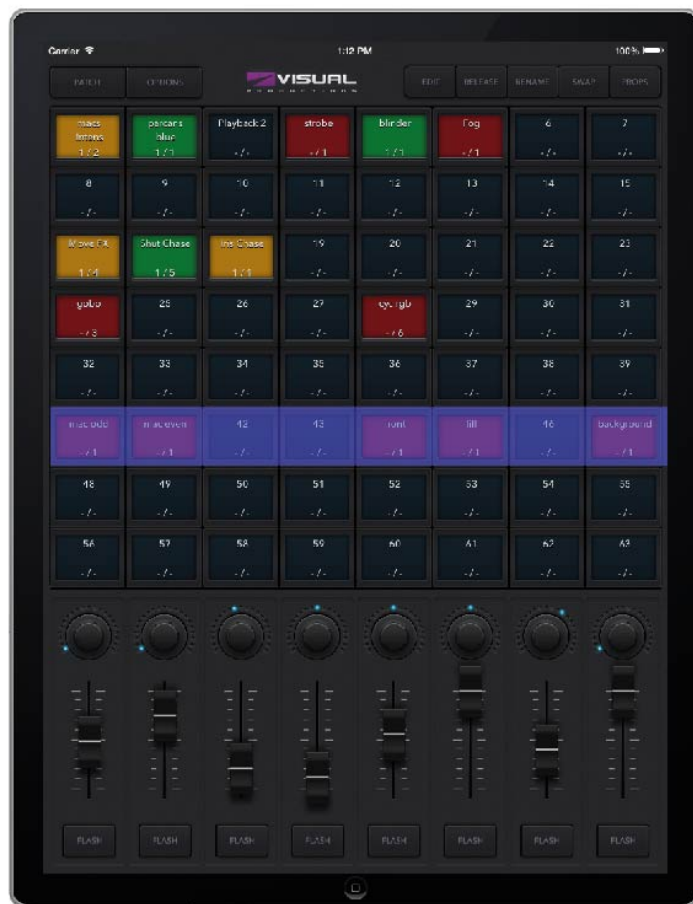 Carrier 1:12 PM 100%
PATCH OPTIONS VISUAL EDIT RELEASE RENAME SWAP PROPS
PRODUCTIONS
macs parcans Playback 2 strobe blinder Fog 6 7
Intens blue
1 / 2 1 / 1 - / - - / 1 1 / 1 - / 1 - / - - / -
8 9 10 11 12 13 14 15
- / - - / - - / - - / - - / - - / - - / - - / -
Move FX Shut Chase Iris Chase 19 20 21 22 23
1 / 4 1 / 5 1 / 1 - / - - / - - / - - / - - / -
gobo 25 26 27 cyc rgb 29 30 31
- / 3 - / - - / - - / - - / 6 - / - - / - - / -
32 33 34 35 36 37 38 39
- / - - / - - / - - / - - / - - / - - / - - / -
mac odd mac even 42 43 front fill 46 background
- / 1 - / 1 - / - - / - - / 1 - / 1 - / - - / 1
48 49 50 51 52 53 54 55
- / - - / - - / - - / - - / - - / - - / - - / -
56 57 58 59 60 61 62 63
- / - - / - - / - - / - - / - - / - - / - - / -
FLASH FLASH FLASH FLASH FLASH FLASH FLASH FLASH